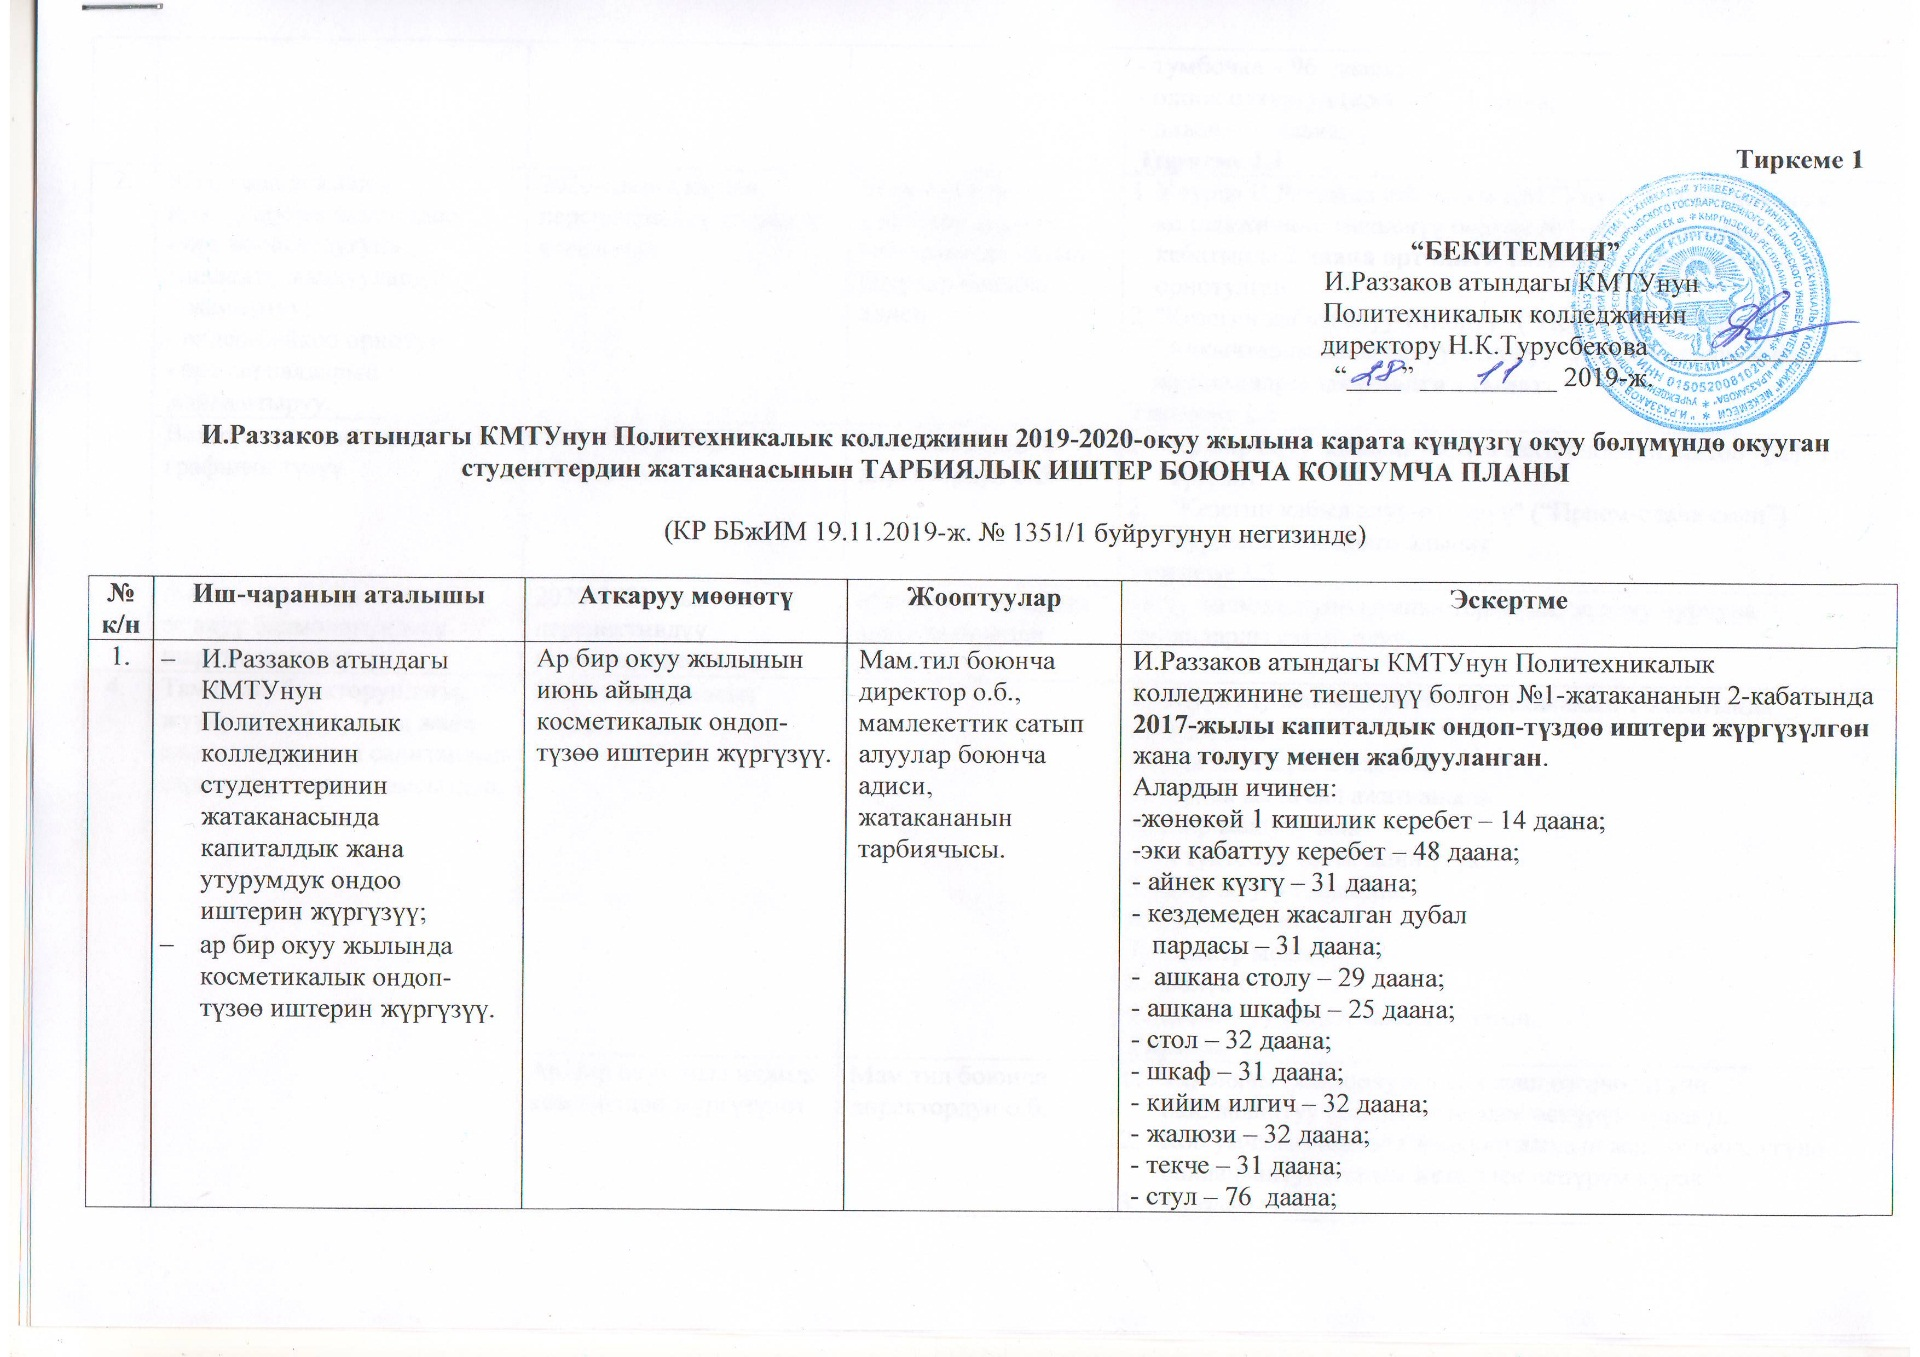 Тиркеме 1
“БЕКИТЕМИН”
И.Раззаков атындагы КМТУнун
Политехникалык колледжинин
директору Н.К.Турусбекова
“ 28 ” 11 2019-ж.
ИНН 01505200810209
И.Раззаков атындагы КМТУнун Политехникалык колледжинин 2019-2020-окуу жылына карата күндүзгү окуу бөлүмүндө окууган
студенттердин жатаканасынын ТАРБИЯЛЫК ИШТЕР БОЮНЧА КОШУМЧА ПЛАНЫ
(КР ББжИМ 19.11.2019-ж. № 1351/1 буйругунун негизинде)
№ к/н
Иш-чаранын аталышы
Аткаруу мөөнөтү
Жооптуулар
Эскертме
1.
– И.Раззаков атындагы
КМТУнун
Политехникалык
колледжинин
студенттеринин
жатаканасында
капиталдык жана
утурумдук ондоо
иштерин жүргүзүү;
– ар бир окуу жылында
косметикалык ондоп-
түзөө иштерин жүргүзүү.
Ар бир окуу жылынын
июнь айында
косметикалык ондоп-
түзөө иштерин жүргүзүү.
Мам.тил боюнча
директор о.б.,
мамлекеттик сатып
алуулар боюнча
адиси,
жатакананын
тарбиячысы.
И.Раззаков атындагы КМТУнун Политехникалык
колледжинине тиешелүү болгон №1-жатакананын 2-кабатында
2017-жылы капиталдык ондоп-түздөө иштери жүргүзүлгөн
жана толугу менен жабдууланган.
Алардын ичинен:
-жөнөкөй 1 кишилик керебет – 14 даана;
-эки кабаттуу керебет – 48 даана;
- айнек күзгү – 31 даана;
- кездемеден жасалган дубал
пардасы – 31 даана;
- ашкана столу – 29 даана;
- ашкана шкафы – 25 даана;
- стол – 32 даана;
- шкаф – 31 даана;
- кийим илгич – 32 даана;
- жалюзи – 32 даана;
- текче – 31 даана;
- стул – 76 даана;